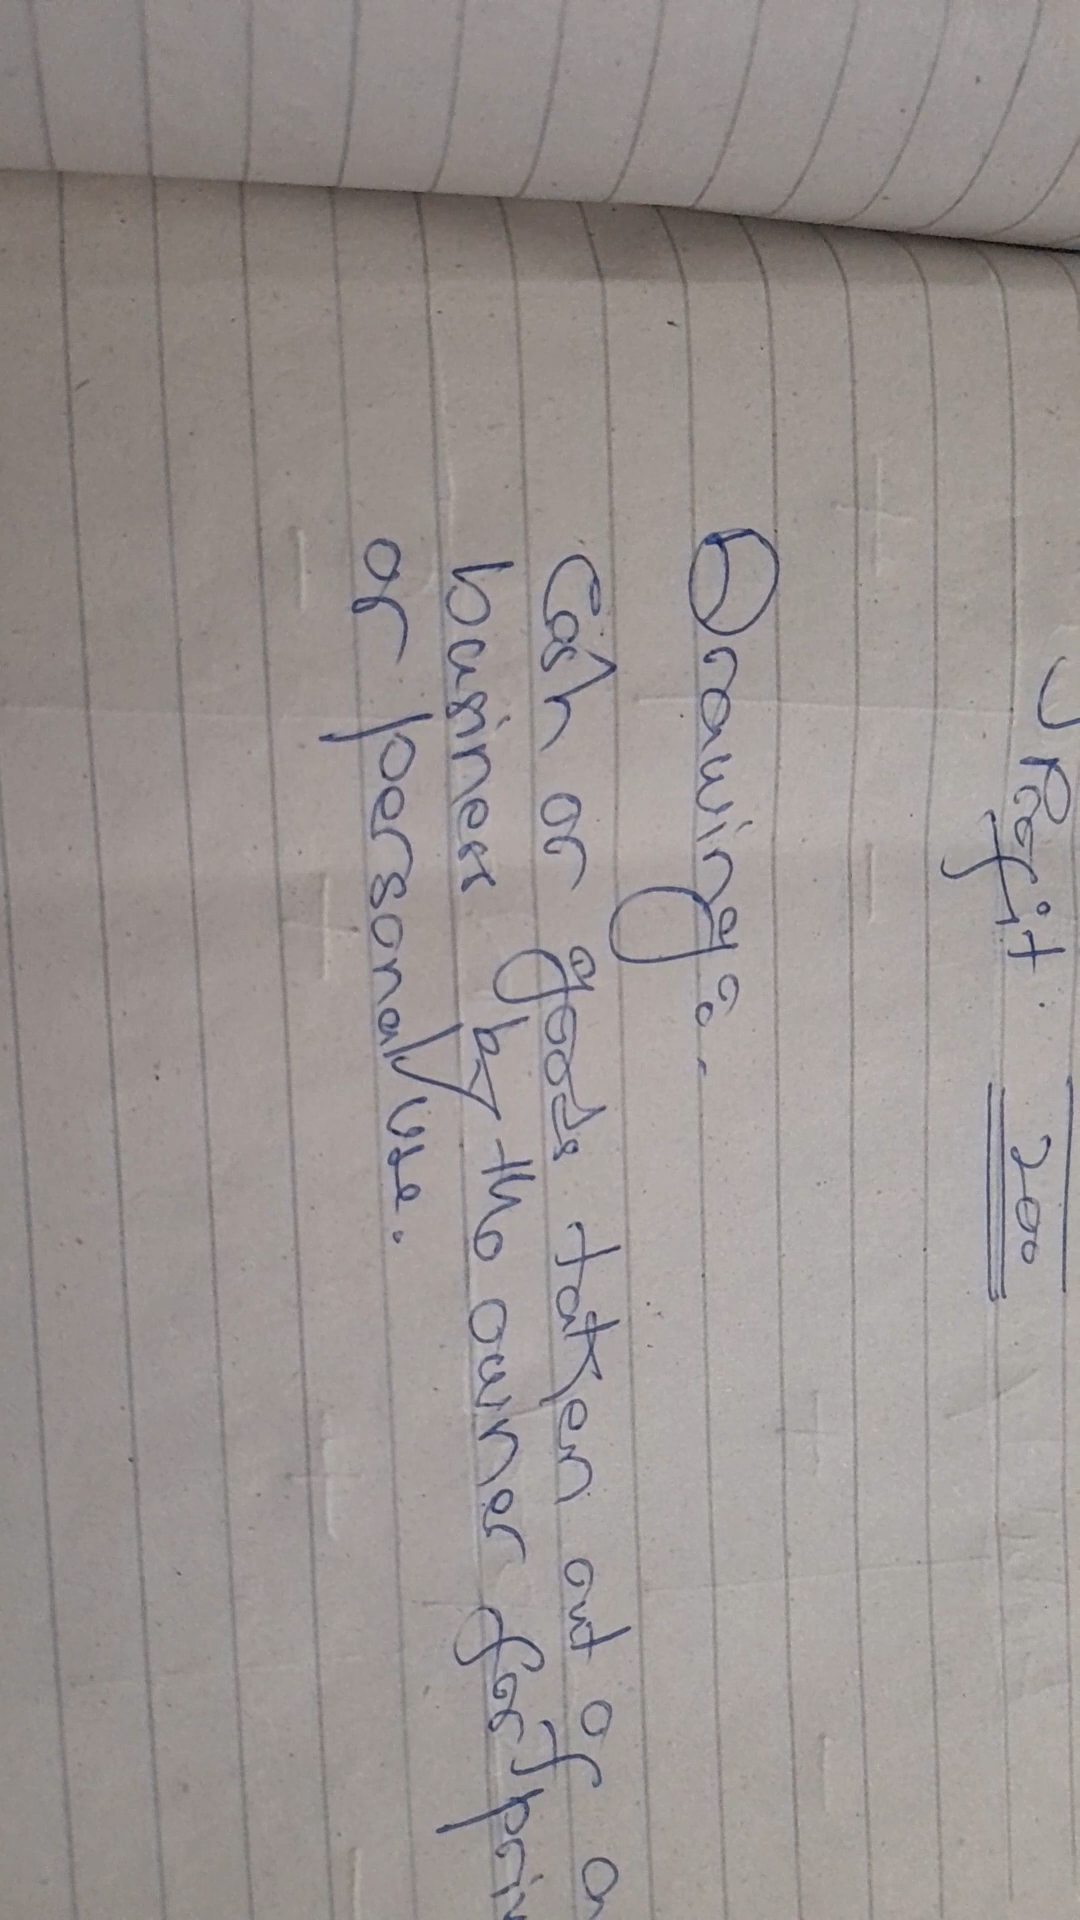 Profit. 200
Drawing:
Cash or goods taken out of a
business by the owner for priv
or personal use.